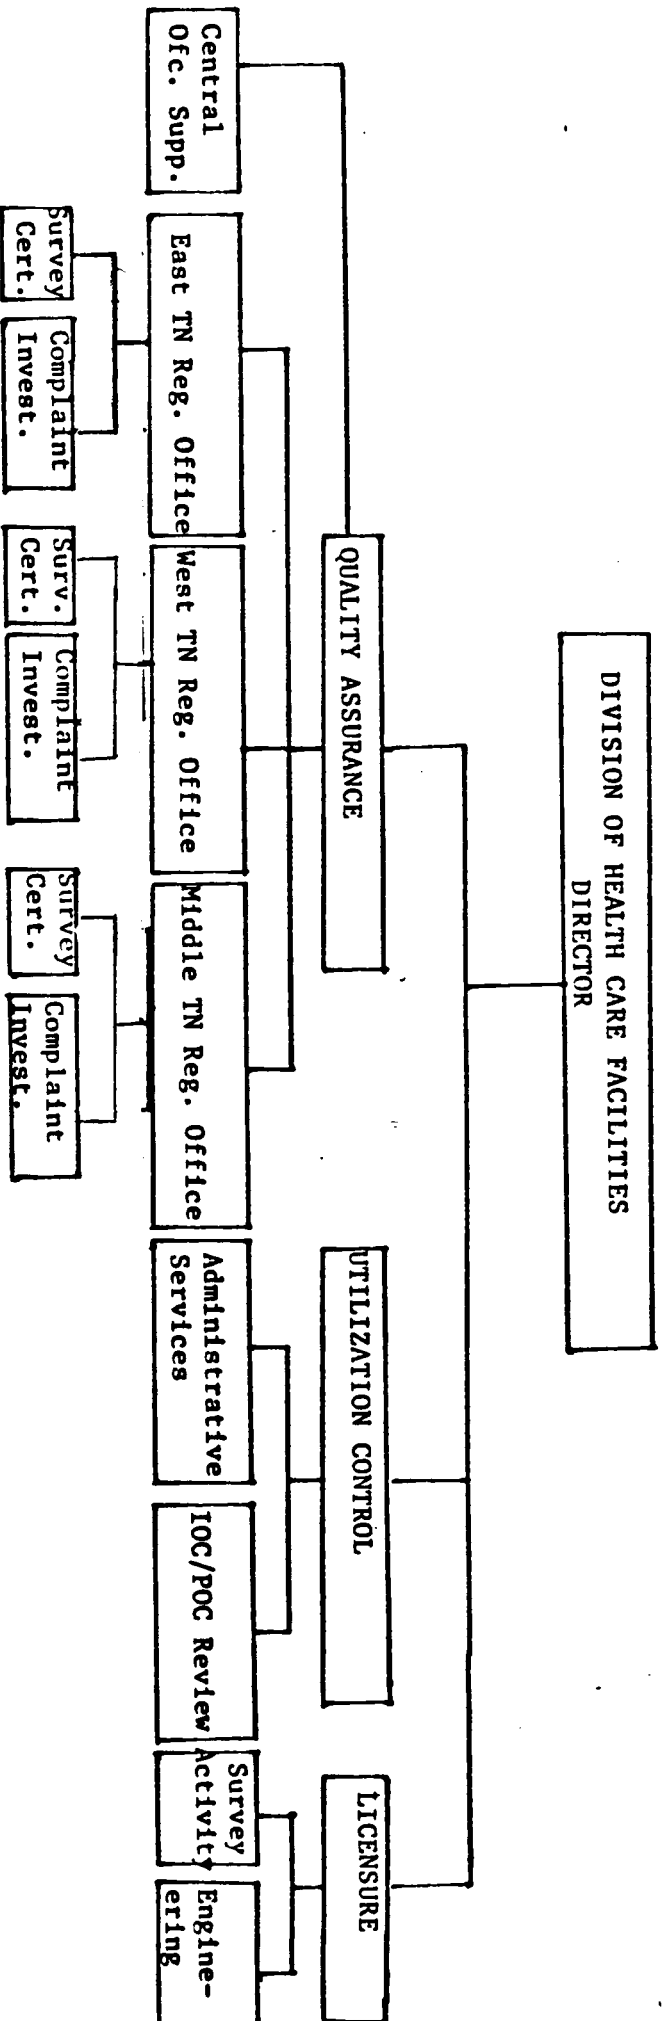 DIVISION OF HEALTH CARE FACILITIES
DIRECTOR
QUALITY ASSURANCE
UTILIZATION CONTROL
LICENSURE
Central
Ofc. Supp.
East TN Reg. Office
West TN Reg. Office
Middle TN Reg. Office
Administrative
Services
IOC/POC Review
Survey
Activity
Engine-
ering
Survey
Cert.
Complaint
Invest.
Surv.
Cert.
Complaint
Invest.
Survey
Cert.
Complaint
Invest.